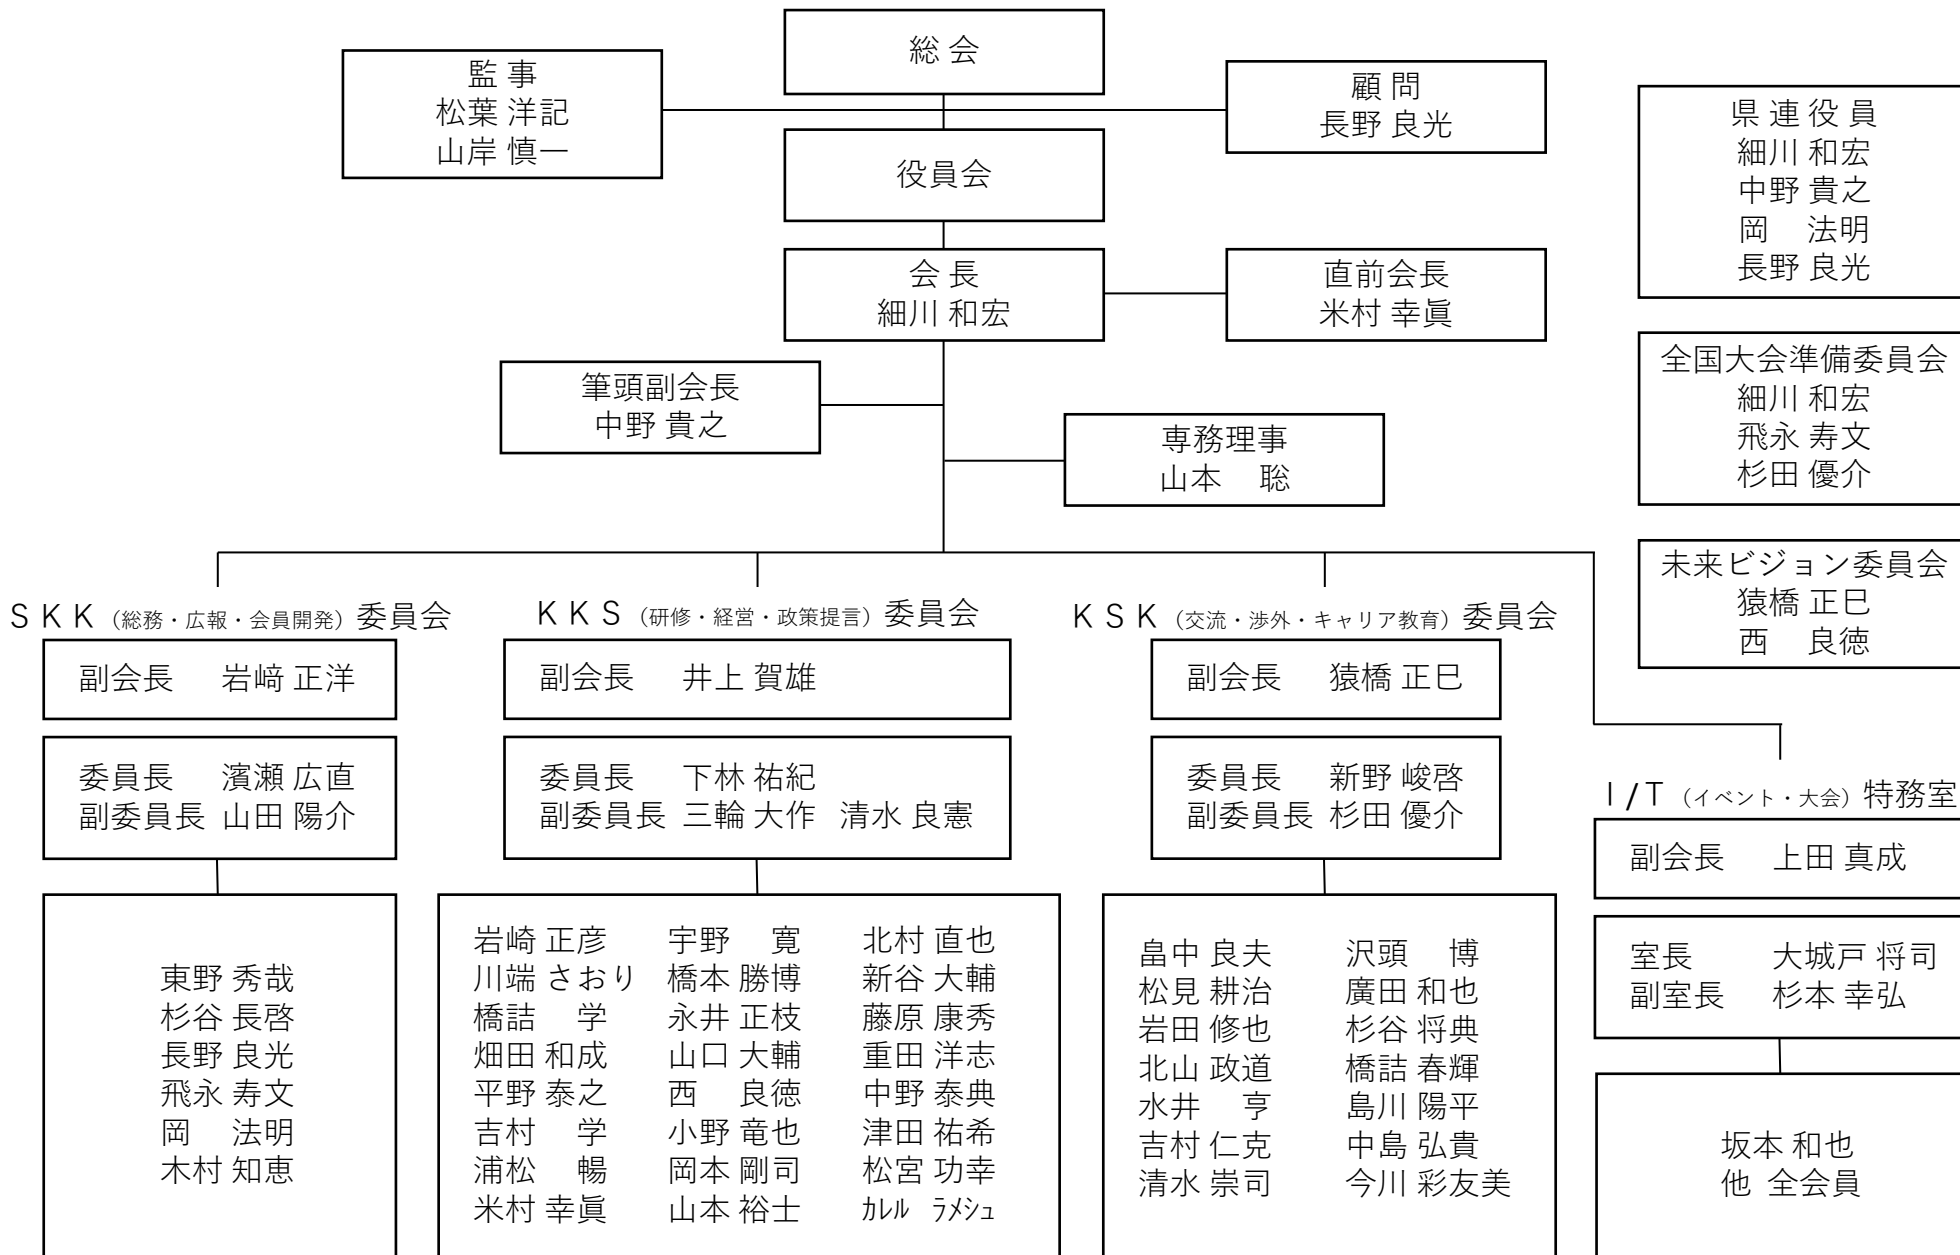 総 会
監 事
松葉 洋記
山岸 慎一
顧 問
長野 良光
役員会
会 長
細川 和宏
直前会長
米村 幸眞
筆頭副会長
中野 貴之
専務理事
山本 聡
県 連 役 員
細川 和宏
中野 貴之
岡 法明
長野 良光
全国大会準備委員会
細川 和宏
飛永 寿文
杉田 優介
未来ビジョン委員会
猿橋 正巳
西 良徳
ＳＫＫ（総務・広報・会員開発）委員会
副会長 岩﨑 正洋
委員長 濱瀬 広直
副委員長 山田 陽介
東野 秀哉
杉谷 長啓
長野 良光
飛永 寿文
岡 法明
木村 知恵
ＫＫＳ（研修・経営・政策提言）委員会
副会長 井上 賀雄
委員長 下林 祐紀
副委員長 三輪 大作 清水 良憲
岩崎 正彦 宇野 寛 北村 直也
川端 さおり 橋本 勝博 新谷 大輔
橋詰 学 永井 正枝 藤原 康秀
畑田 和成 山口 大輔 重田 洋志
平野 泰之 西 良徳 中野 泰典
吉村 学 小野 竜也 津田 祐希
浦松 暢 岡本 剛司 松宮 功幸
米村 幸眞 山本 裕士 ｶﾚﾙ ﾗﾒｼｭ
ＫＳＫ（交流・渉外・キャリア教育）委員会
副会長 猿橋 正巳
委員長 新野 峻啓
副委員長 杉田 優介
畠中 良夫 沢頭 博
松見 耕治 廣田 和也
岩田 修也 杉谷 将典
北山 政道 橋詰 春輝
水井 亨 島川 陽平
吉村 仁克 中島 弘貴
清水 崇司 今川 彩友美
Ｉ/Ｔ（イベント・大会）特務室
副会長 上田 真成
室長 大城戸 将司
副室長 杉本 幸弘
坂本 和也
他 全会員